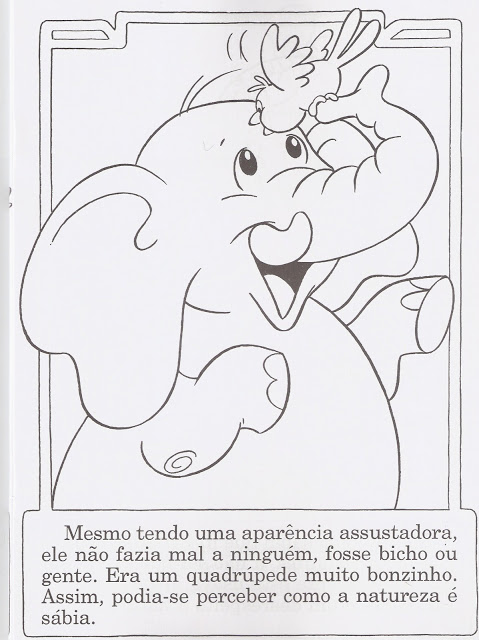 Mesmo tendo uma aparência assustadora,
ele não fazia mal a ninguém, fosse bicho ou
gente. Era um quadrúpede muito bonzinho.
Assim, podia-se perceber como a natureza é
sábia.